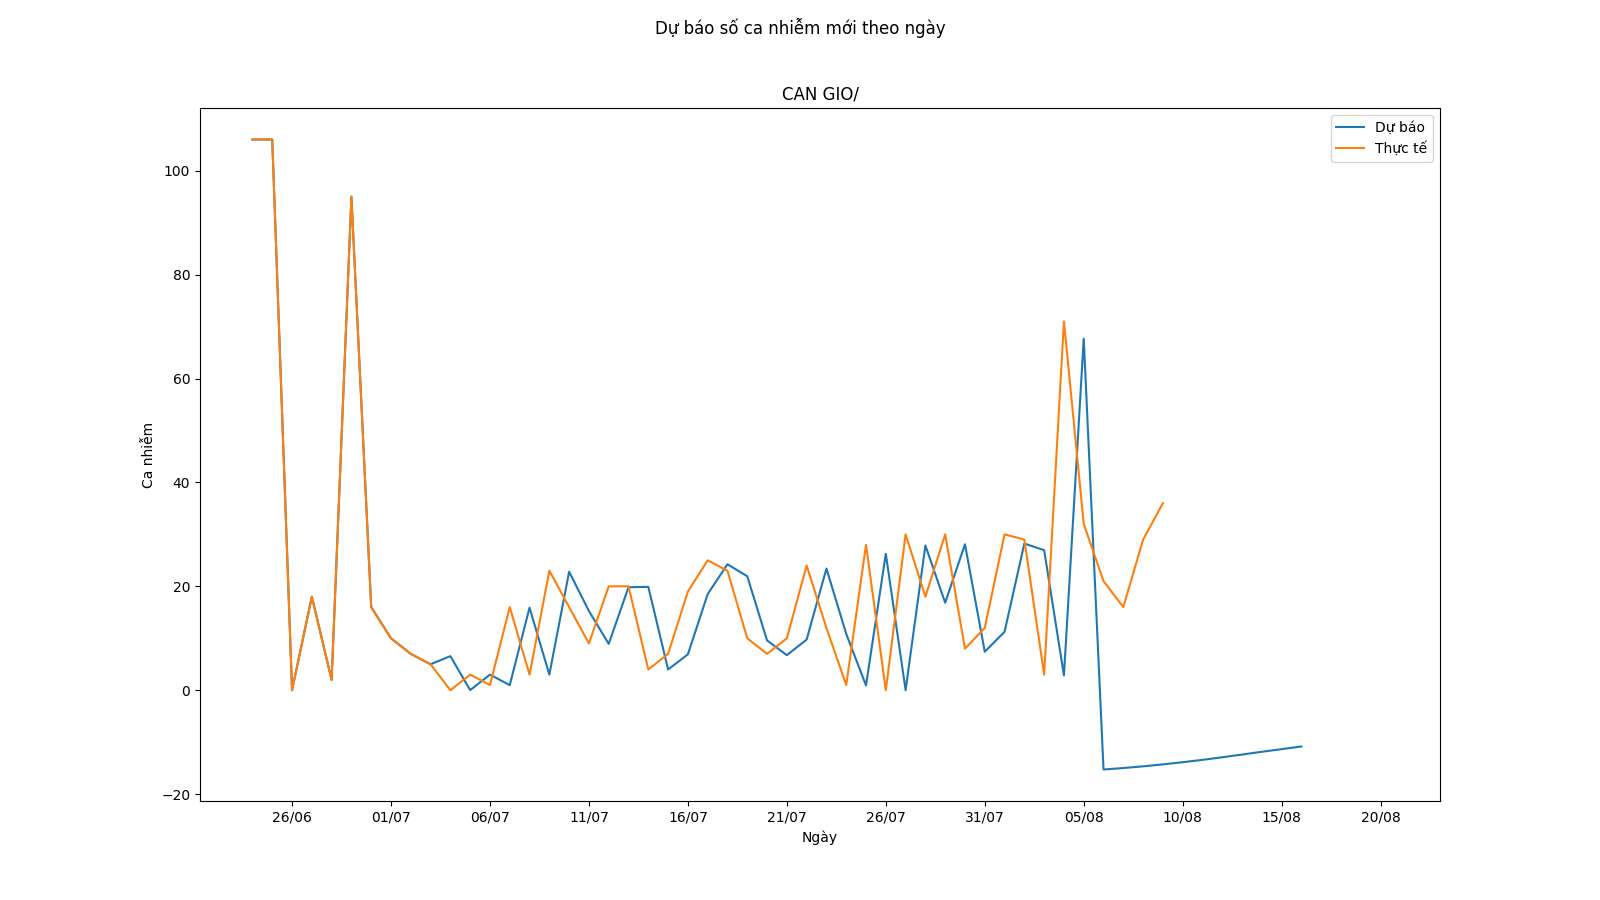 Dự báo số ca nhiễm mới theo ngày
CAN GIO/
Dự báo
Thực tế
100
80
60
40
20
0
−20
Ca nhiễm
26/06 01/07 06/07 11/07 16/07 21/07 26/07 31/07 05/08 10/08 15/08 20/08
Ngày